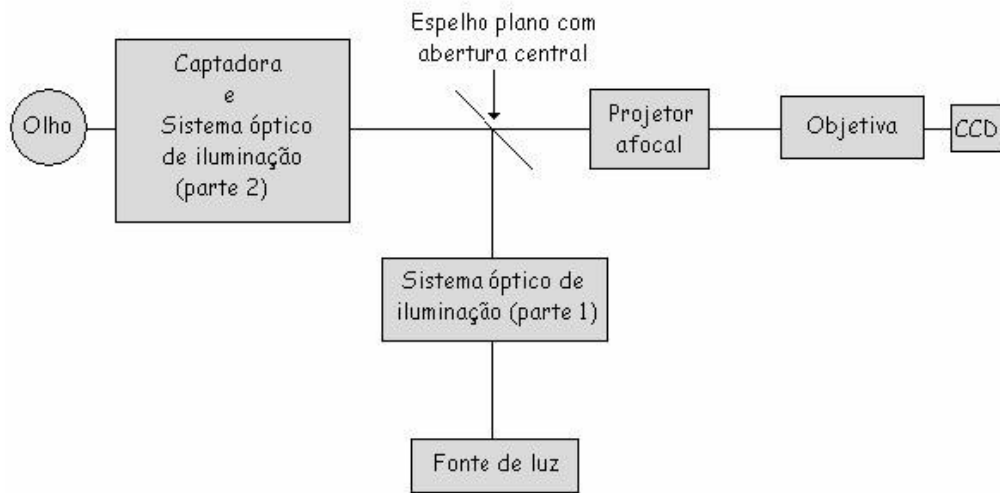 Espelho plano com
abertura central
Captadora
e
Sistema óptico
de iluminação
(parte 2)
Olho
Projetor
afocal
Objetiva
CCD
Sistema óptico de
iluminação (parte 1)
Fonte de luz